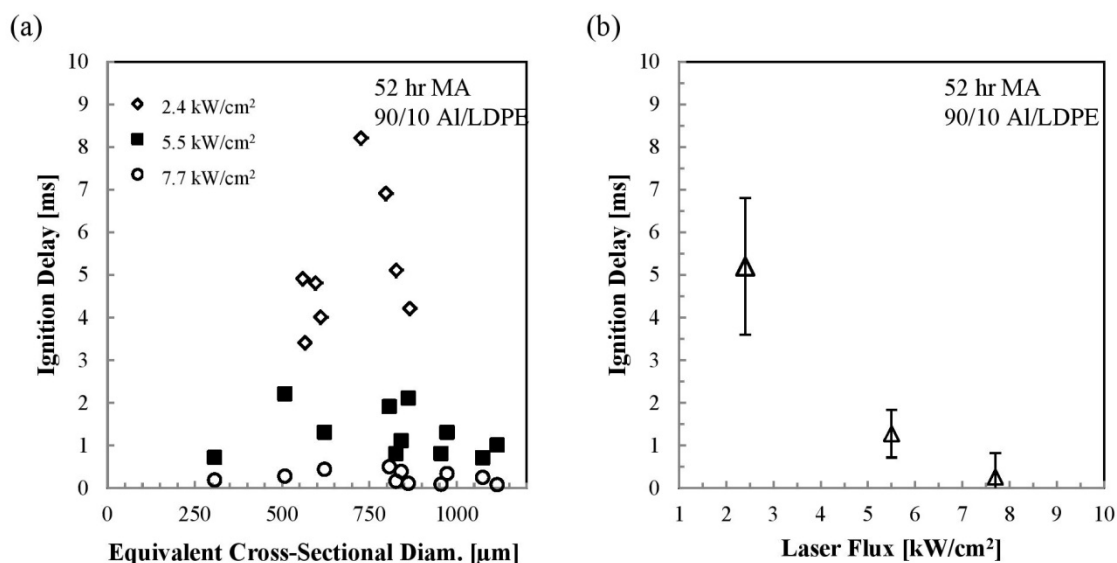 (a)
10
9
8
7
6
5
4
3
2
1
0
Ignition Delay [ms]
52 hr MA
90/10 Al/LDPE
2.4 kW/cm²
5.5 kW/cm²
7.7 kW/cm²
0 250 500 750 1000
Equivalent Cross-Sectional Diam. [µm]
(b)
10
9
8
7
6
5
4
3
2
1
0
Ignition Delay [ms]
52 hr MA
90/10 Al/LDPE
1 2 3 4 5 6 7 8 9 10
Laser Flux [kW/cm²]